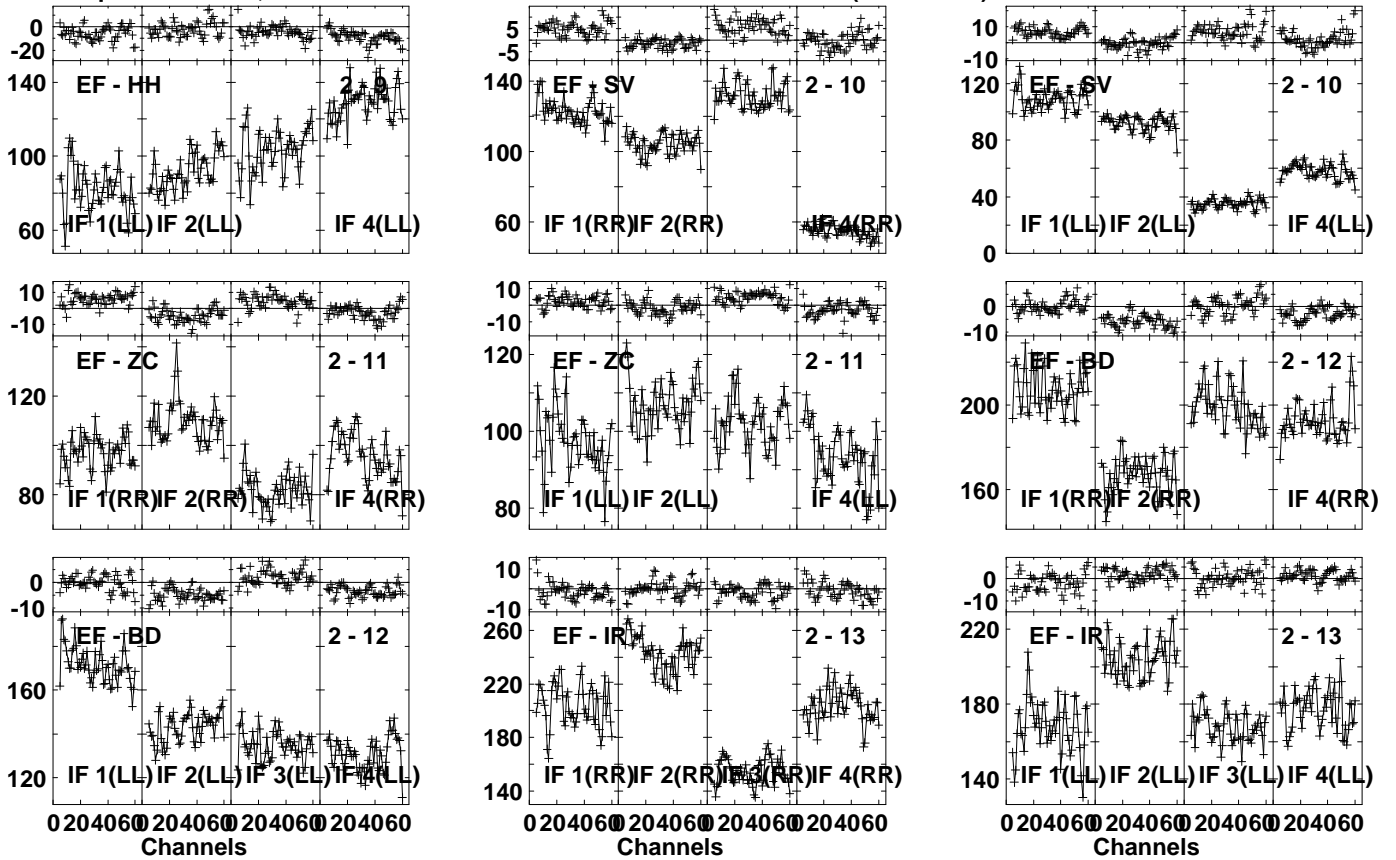 0 5 10
-20 -5 -10
140 EF - HH 2 - 9 140 EF - SV 2 - 10 120 EF - SV 2 - 10
100 100 80
40
60 IF 1(LL) IF 2(LL) IF 4(LL) 60 IF 1(RR) IF 2(RR) IF 4(RR) 0 IF 1(LL) IF 2(LL) IF 4(LL)
10 10 0
-10 -10 -10
EF - ZC 2 - 11 120 EF - ZC 2 - 11 EF - BD 2 - 12
120 100 200
80 IF 1(RR) IF 2(RR) IF 4(RR) 80 IF 1(LL) IF 2(LL) IF 4(LL) 160 IF 1(RR) IF 2(RR) IF 4(RR)
0 10 0
-10 -10 -10
EF - BD 2 - 12 260 EF - IR 2 - 13 220 EF - IR 2 - 13
160 220 180
180
120 IF 1(LL) IF 2(LL) IF 3(LL) IF 4(LL) 140 IF 1(RR) IF 2(RR) IF 3(RR) IF 4(RR) 140 IF 1(LL) IF 2(LL) IF 3(LL) IF 4(LL)
0 20 40 60 0 20 40 60 0 20 40 60 0 20 40 60 0 20 40 60 0 20 40 60 0 20 40 60 0 20 40 60 0 20 40 60 0 20 40 60 0 20 40 60 0 20 40 60
Channels Channels Channels